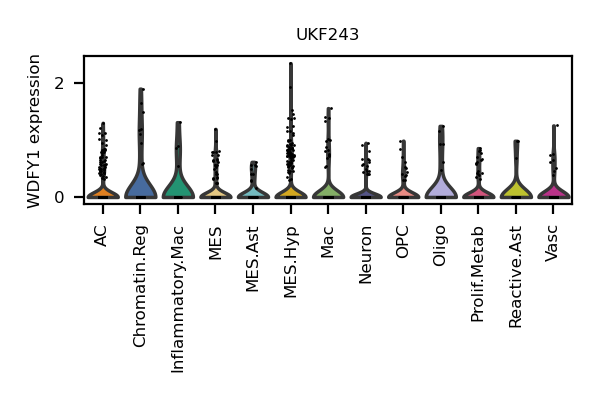 UKF243
WDFY1 expression
2
0
AC
Chromatin.Reg
Inflammatory.Mac
MES
MES.Ast
MES.Hyp
Mac
Neuron
OPC
Oligo
Prolif.Metab
Reactive.Ast
Vasc